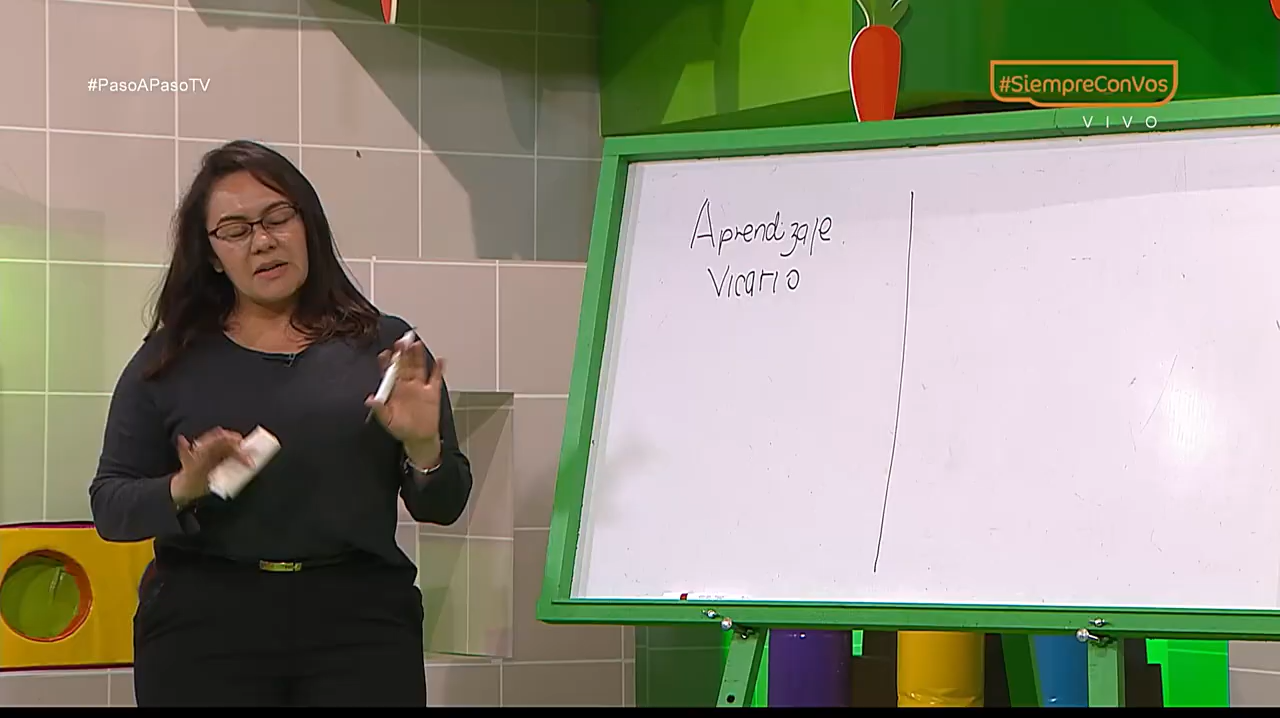 #PasoAPasoTV
#SiempreConVos
VIVO
Aprendizaje
Vicario